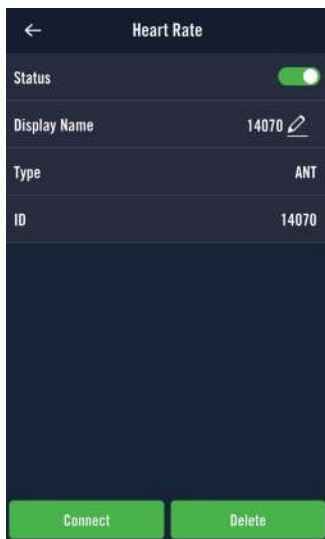 Heart Rate
Status
Display Name 14070
Type ANT
ID 14070
Connect Delete